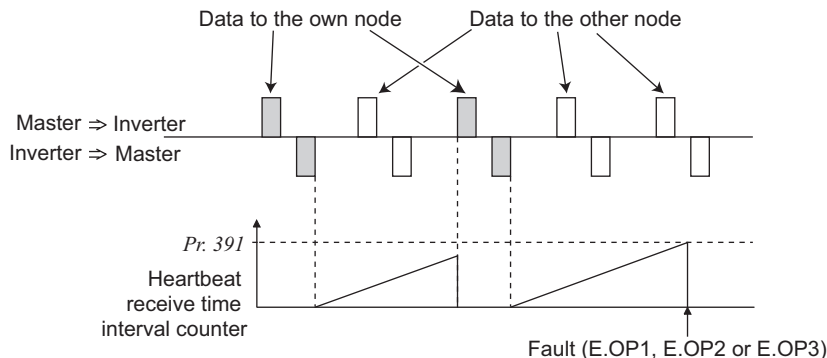 Data to the own node
Data to the other node
Master ⇒ Inverter
Inverter ⇒ Master
Pr. 391
Heartbeat
receive time
interval counter
Fault (E.OP1, E.OP2 or E.OP3)